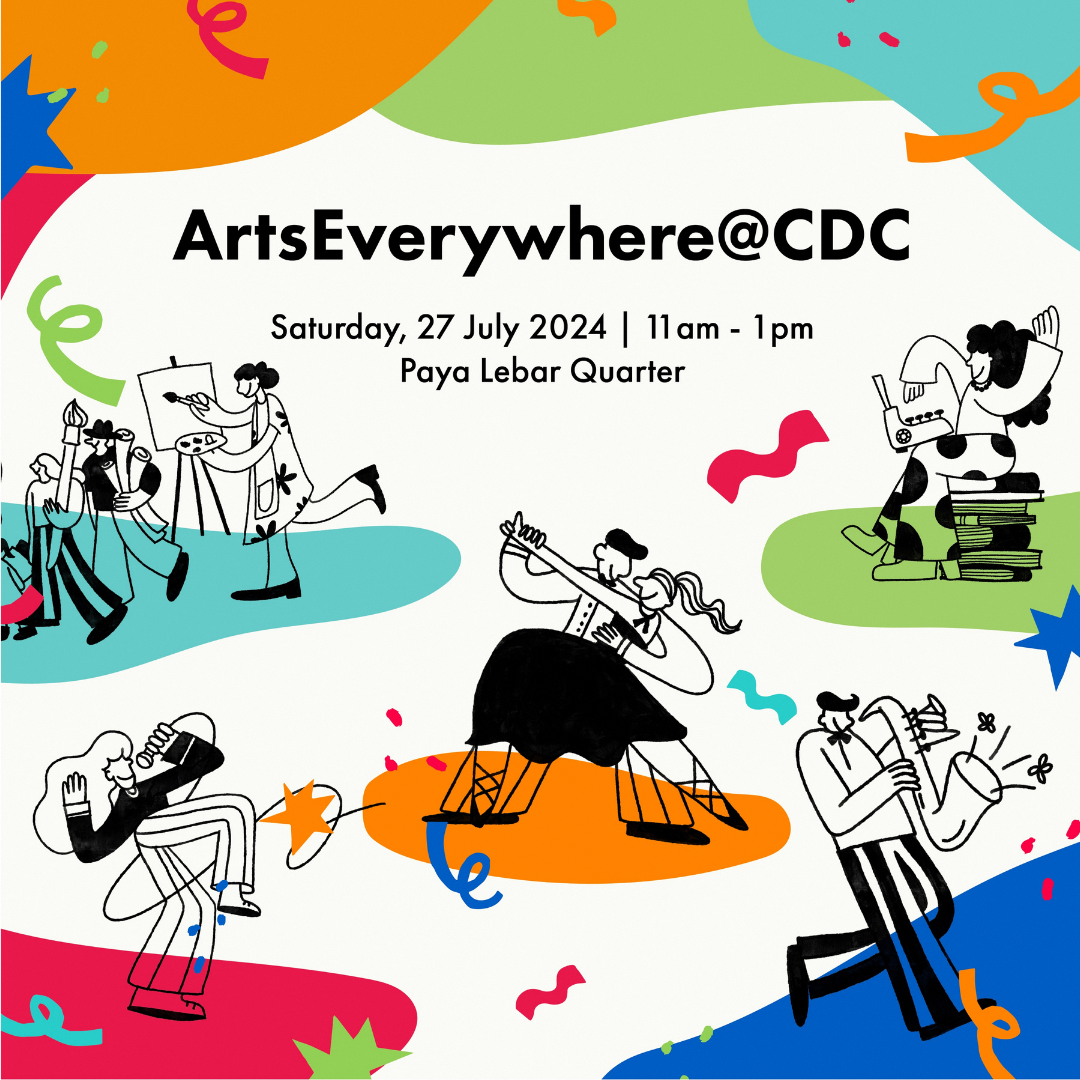 ArtsEverywhere@CDC
Saturday, 27 July 2024 | 11am - 1pm
Paya Lebar Quarter